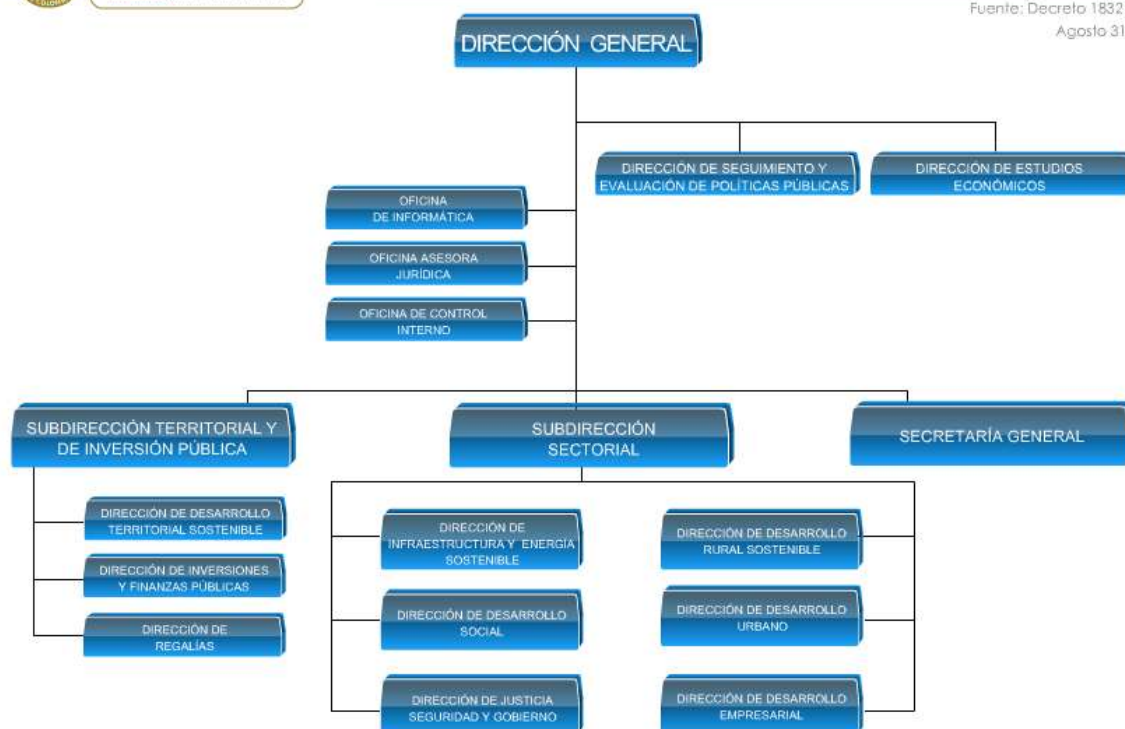 Fuente: Decreto 1832
Agosto 31
DIRECCIÓN GENERAL
DIRECCIÓN DE SEGUIMIENTO Y
EVALUACIÓN DE POLÍTICAS PÚBLICAS
DIRECCIÓN DE ESTUDIOS
ECONÓMICOS
OFICINA
DE INFORMÁTICA
OFICINA ASESORA
JURÍDICA
OFICINA DE CONTROL
INTERNO
SUBDIRECCIÓN TERRITORIAL Y
DE INVERSIÓN PÚBLICA
SUBDIRECCIÓN
SECTORIAL
SECRETARÍA GENERAL
DIRECCIÓN DE DESARROLLO
TERRITORIAL SOSTENIBLE
DIRECCIÓN DE INVERSIONES
Y FINANZAS PÚBLICAS
DIRECCIÓN DE
REGALÍAS
DIRECCIÓN DE
INFRAESTRUCTURA Y ENERGIA
SOSTENIBLE
DIRECCIÓN DE DESARROLLO
SOCIAL
DIRECCIÓN DE JUSTICIA
SEGURIDAD Y GOBIERNO
DIRECCIÓN DE DESARROLLO
RURAL SOSTENIBLE
DIRECCIÓN DE DESARROLLO
URBANO
DIRECCIÓN DE DESARROLLO
EMPRESARIAL